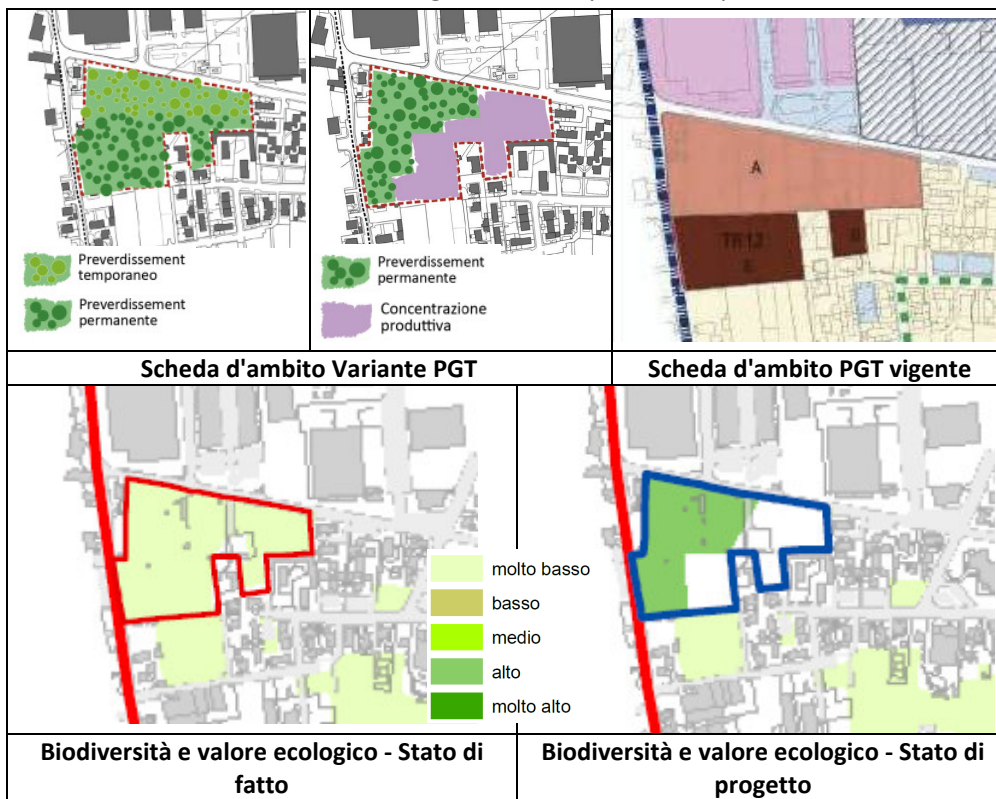 A
TR12
E
B
Preverdissement
temporaneo
Preverdissement
permanente
Preverdissement
permanente
Concentrazione
produttiva
Scheda d'ambito Variante PGT
Scheda d'ambito PGT vigente
molto basso
basso
medio
alto
molto alto
Biodiversità e valore ecologico - Stato di
fatto
Biodiversità e valore ecologico - Stato di
progetto